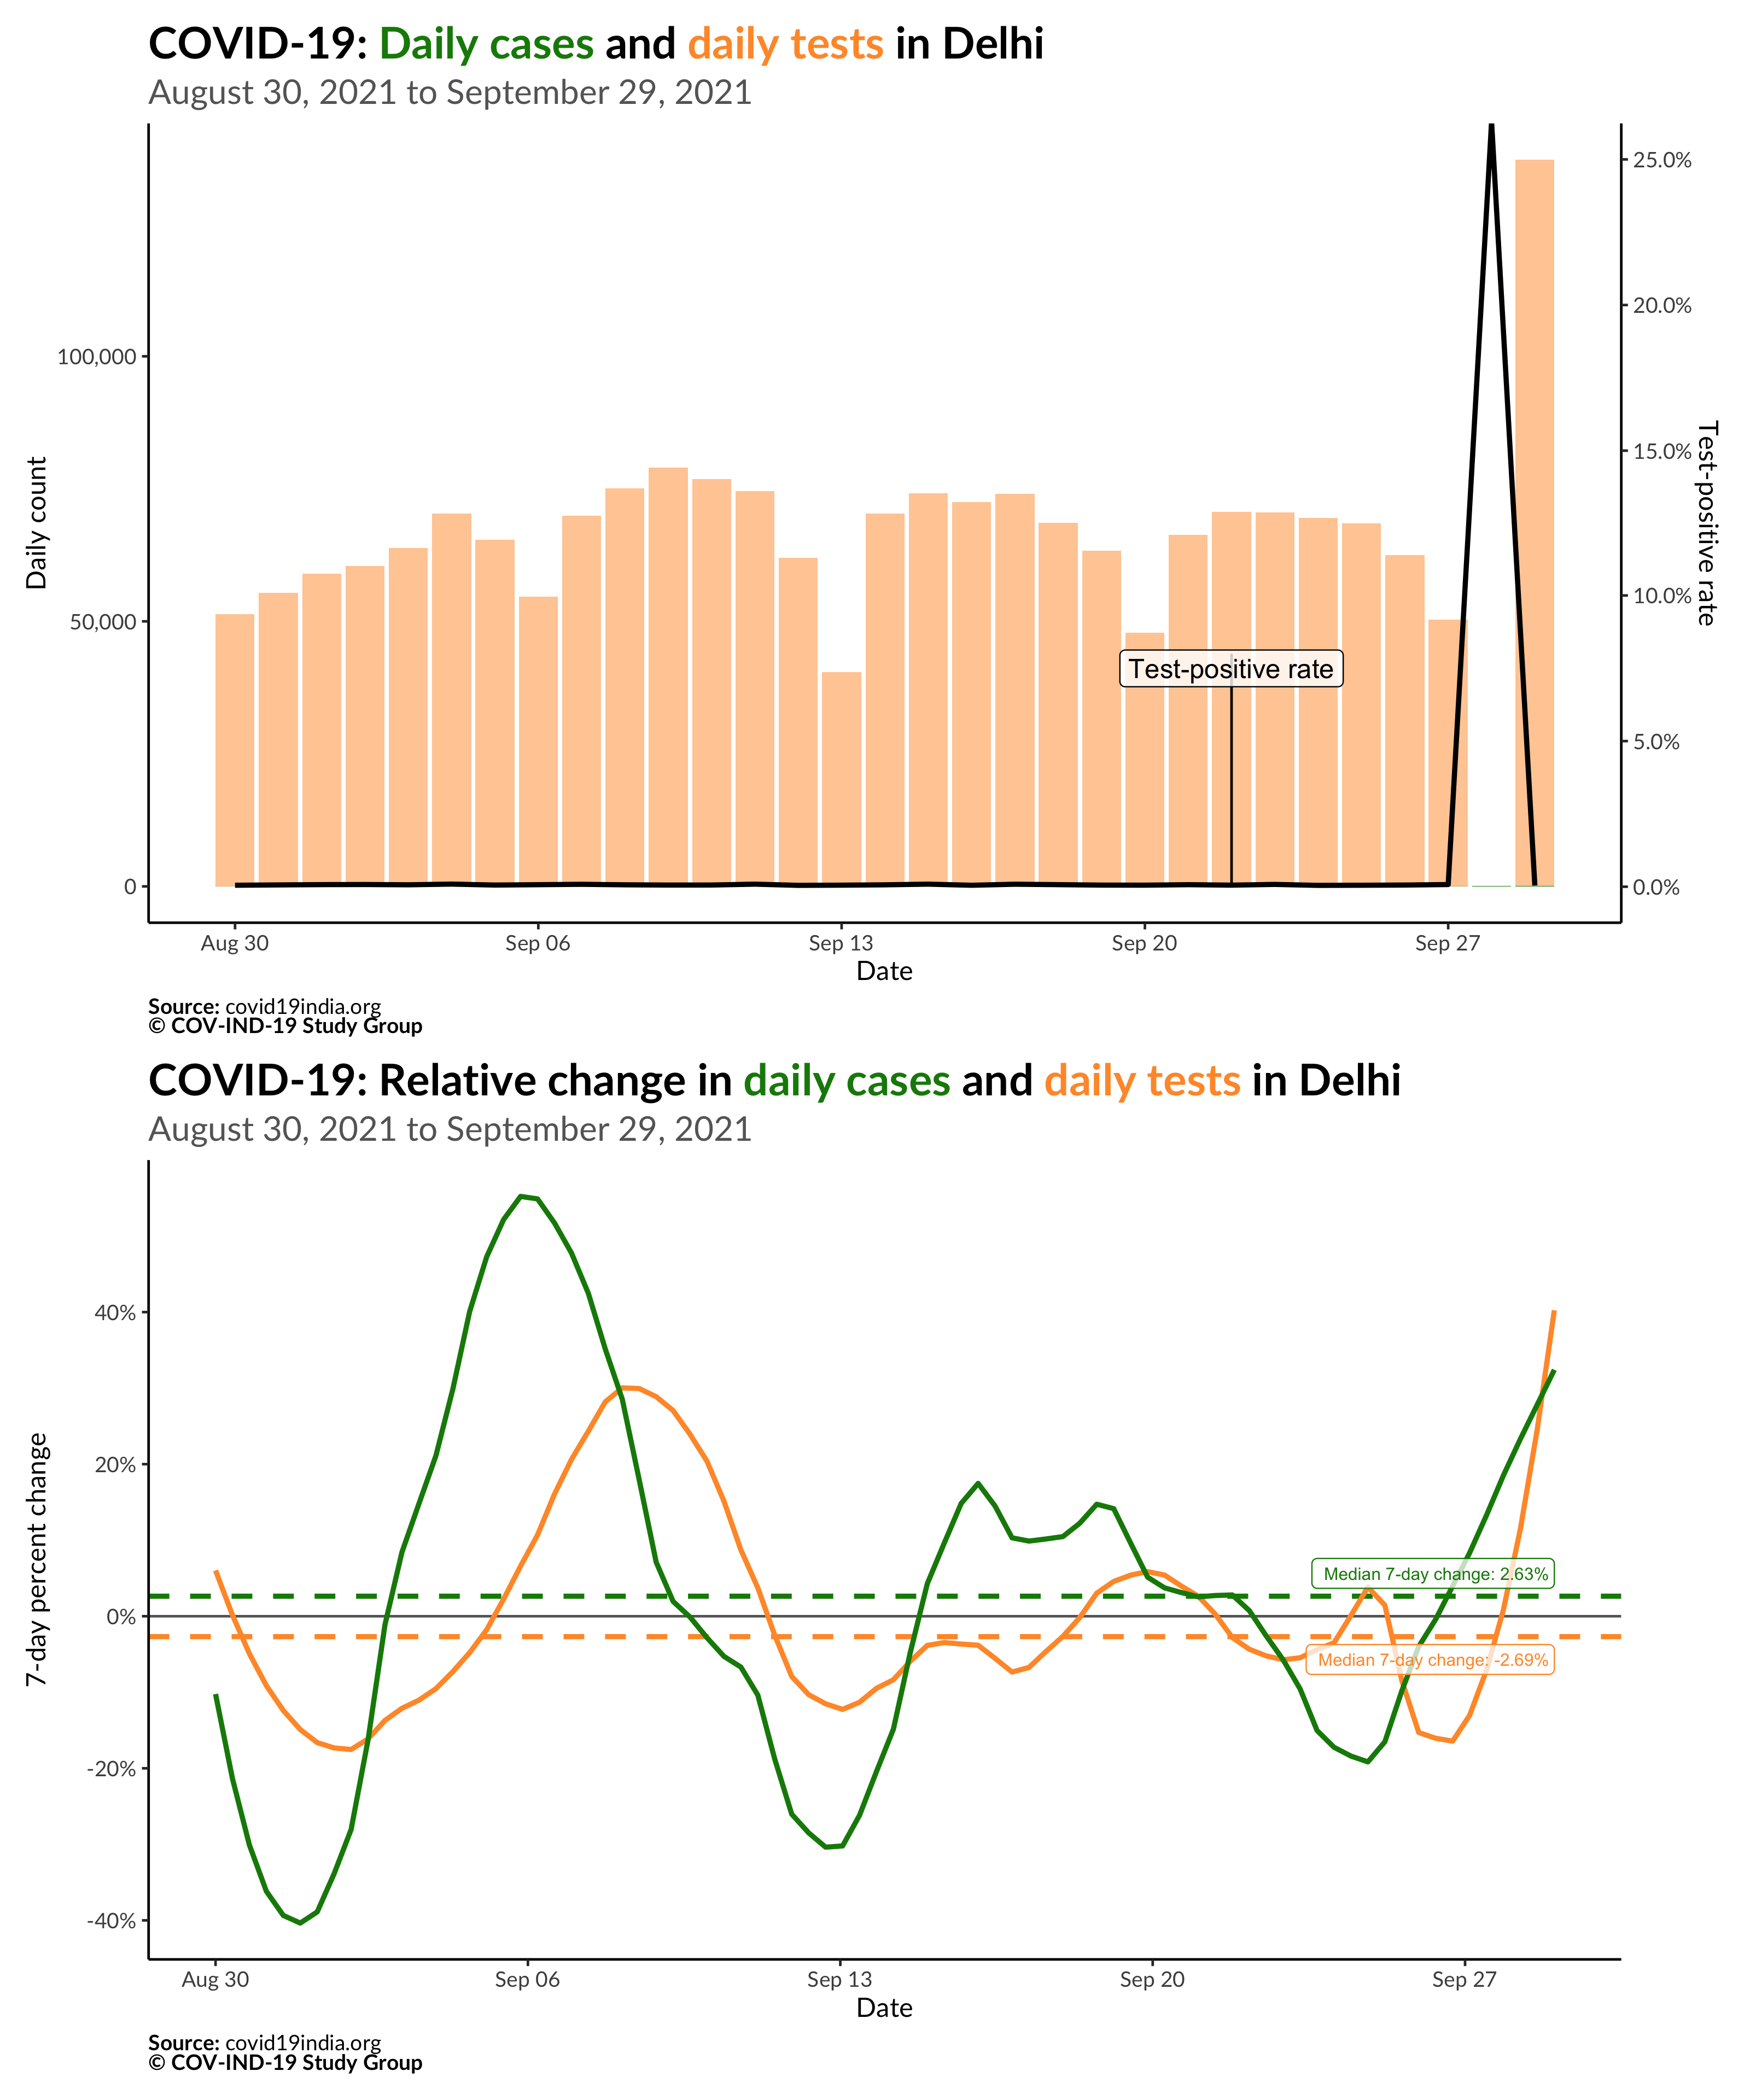 COVID-19: Daily cases and daily tests in Delhi
August 30, 2021 to September 29, 2021
Daily count
100,000
50,000
0
25.0%
20.0%
15.0%
10.0%
5.0%
0.0%
Test-positive rate
Test-positive rate
Aug 30
Sep 06
Sep 13
Sep 20
Sep 27
Date
Source: covid19india.org
© COV-IND-19 Study Group
COVID-19: Relative change in daily cases and daily tests in Delhi
August 30, 2021 to September 29, 2021
7-day percent change
40%
20%
0%
-20%
-40%
Median 7-day change: 2.63%
Median 7-day change: -2.69%
Aug 30
Sep 06
Sep 13
Sep 20
Sep 27
Date
Source: covid19india.org
© COV-IND-19 Study Group